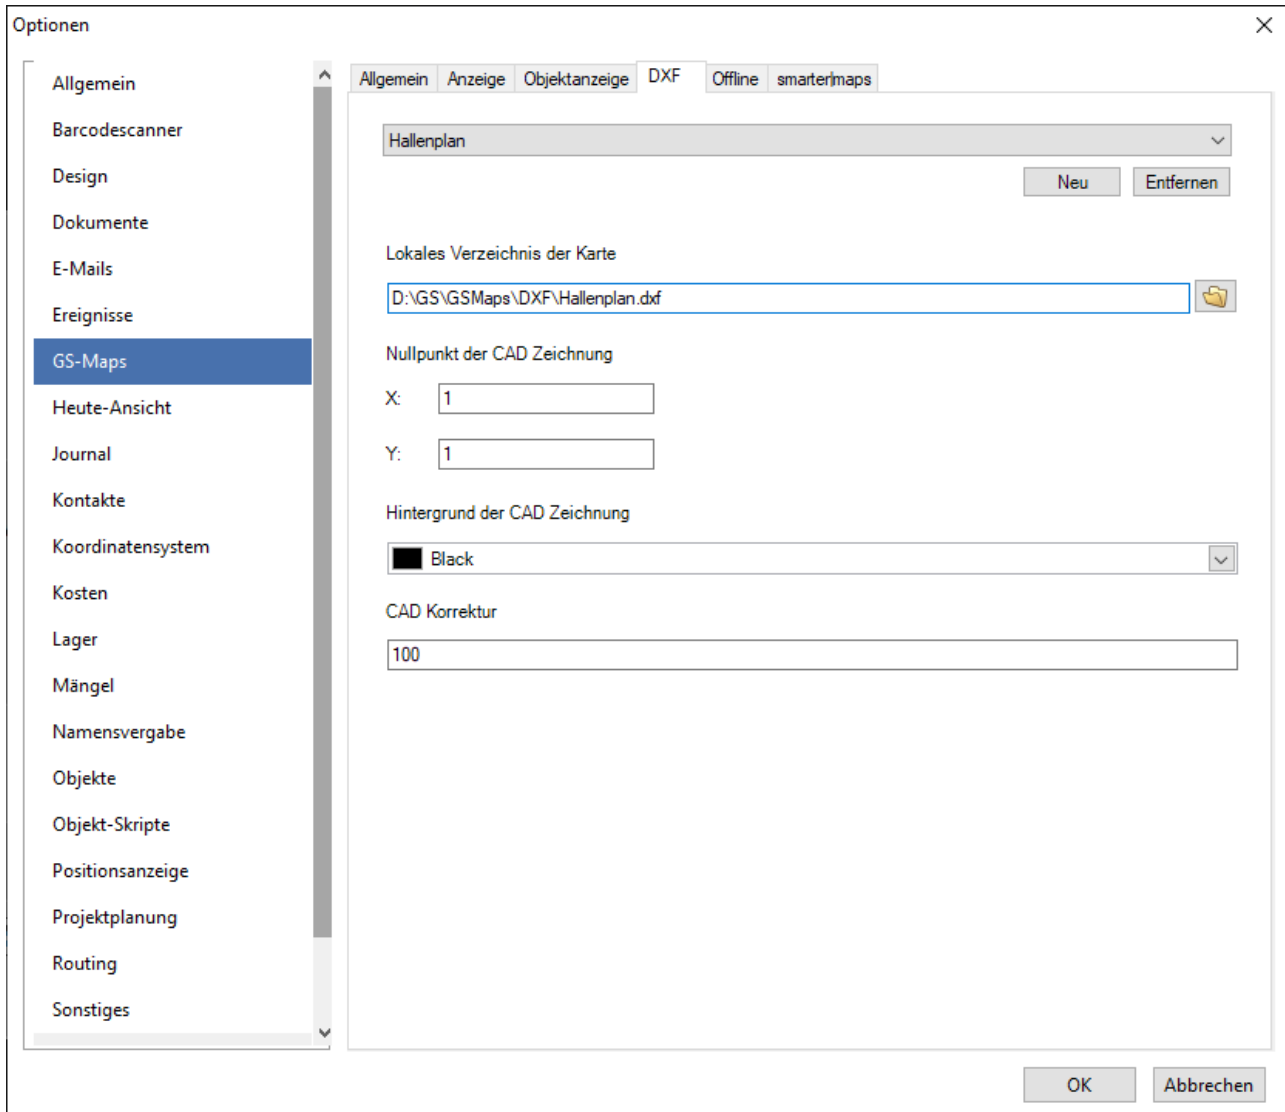 Optionen
Allgemein
Barcodescanner
Design
Dokumente
E-Mails
Ereignisse
GS-Maps
Heute-Ansicht
Journal
Kontakte
Koordinatensystem
Kosten
Lager
Mängel
Namensvergabe
Objekte
Objekt-Skripte
Positionsanzeige
Projektplanung
Routing
Sonstiges
Allgemein Anzeige Objektanzeige DXF Offline smarter|maps
Hallenplan
Neu Entfernen
Lokales Verzeichnis der Karte
D:\GS\GSMaps\DXF\Hallenplan.dxf
Nullpunkt der CAD Zeichnung
X: 1
Y: 1
Hintergrund der CAD Zeichnung
Black
CAD Korrektur
100
OK Abbrechen